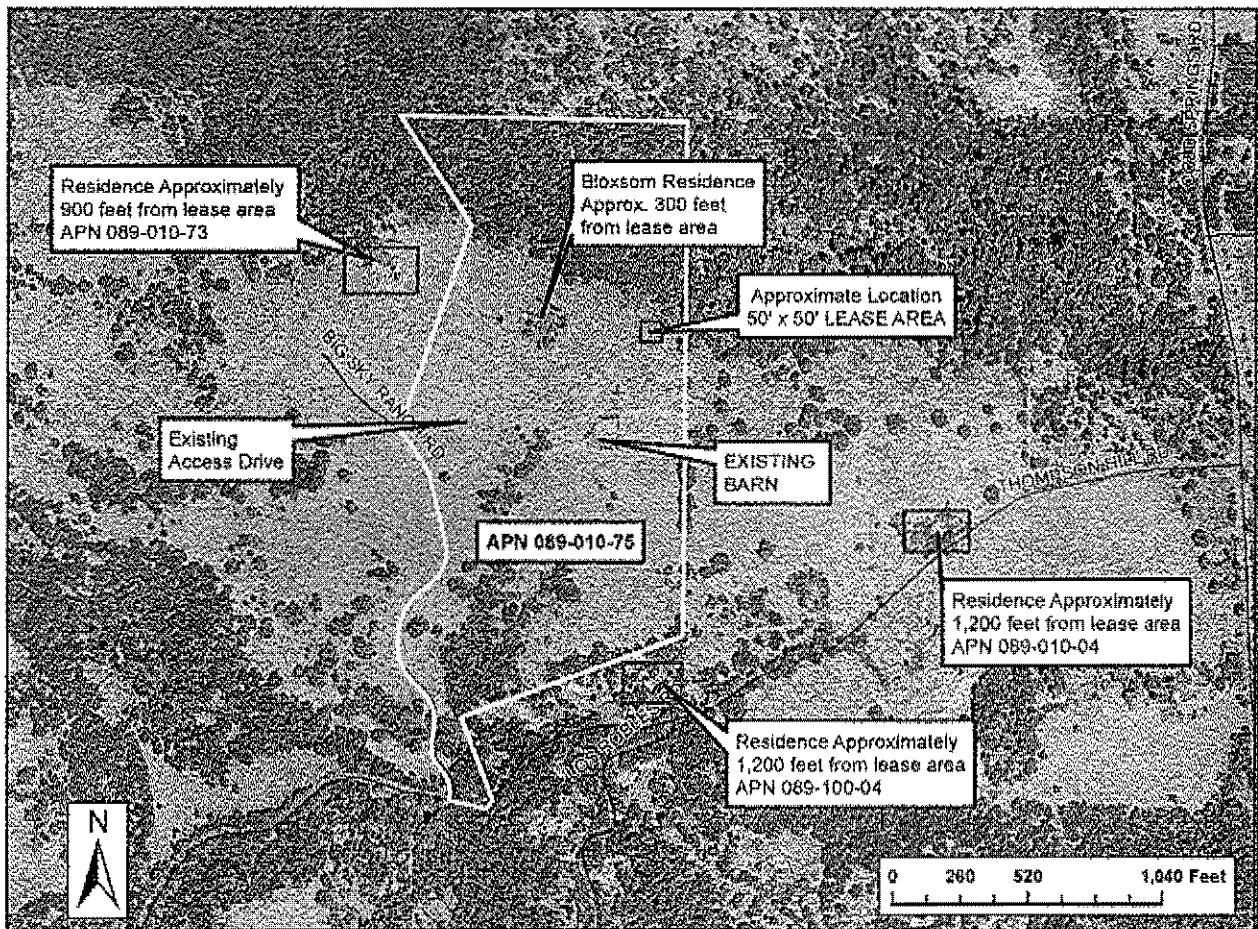 Residence Approximately
900 feet from lease area
APN 089-010-73
Bloxsom Residence
Approx. 300 feet
from lease area
Approximate Location
50' x 50' LEASE AREA
BIG SKY RANCH RD
Existing
Access Drive
EXISTING
BARN
THOMPSON HILL RD
APN 089-010-75
Residence Approximately
1,200 feet from lease area
APN 089-010-04
Residence Approximately
1,200 feet from lease area
APN 089-100-04
N
0 260 520 1,040 Feet